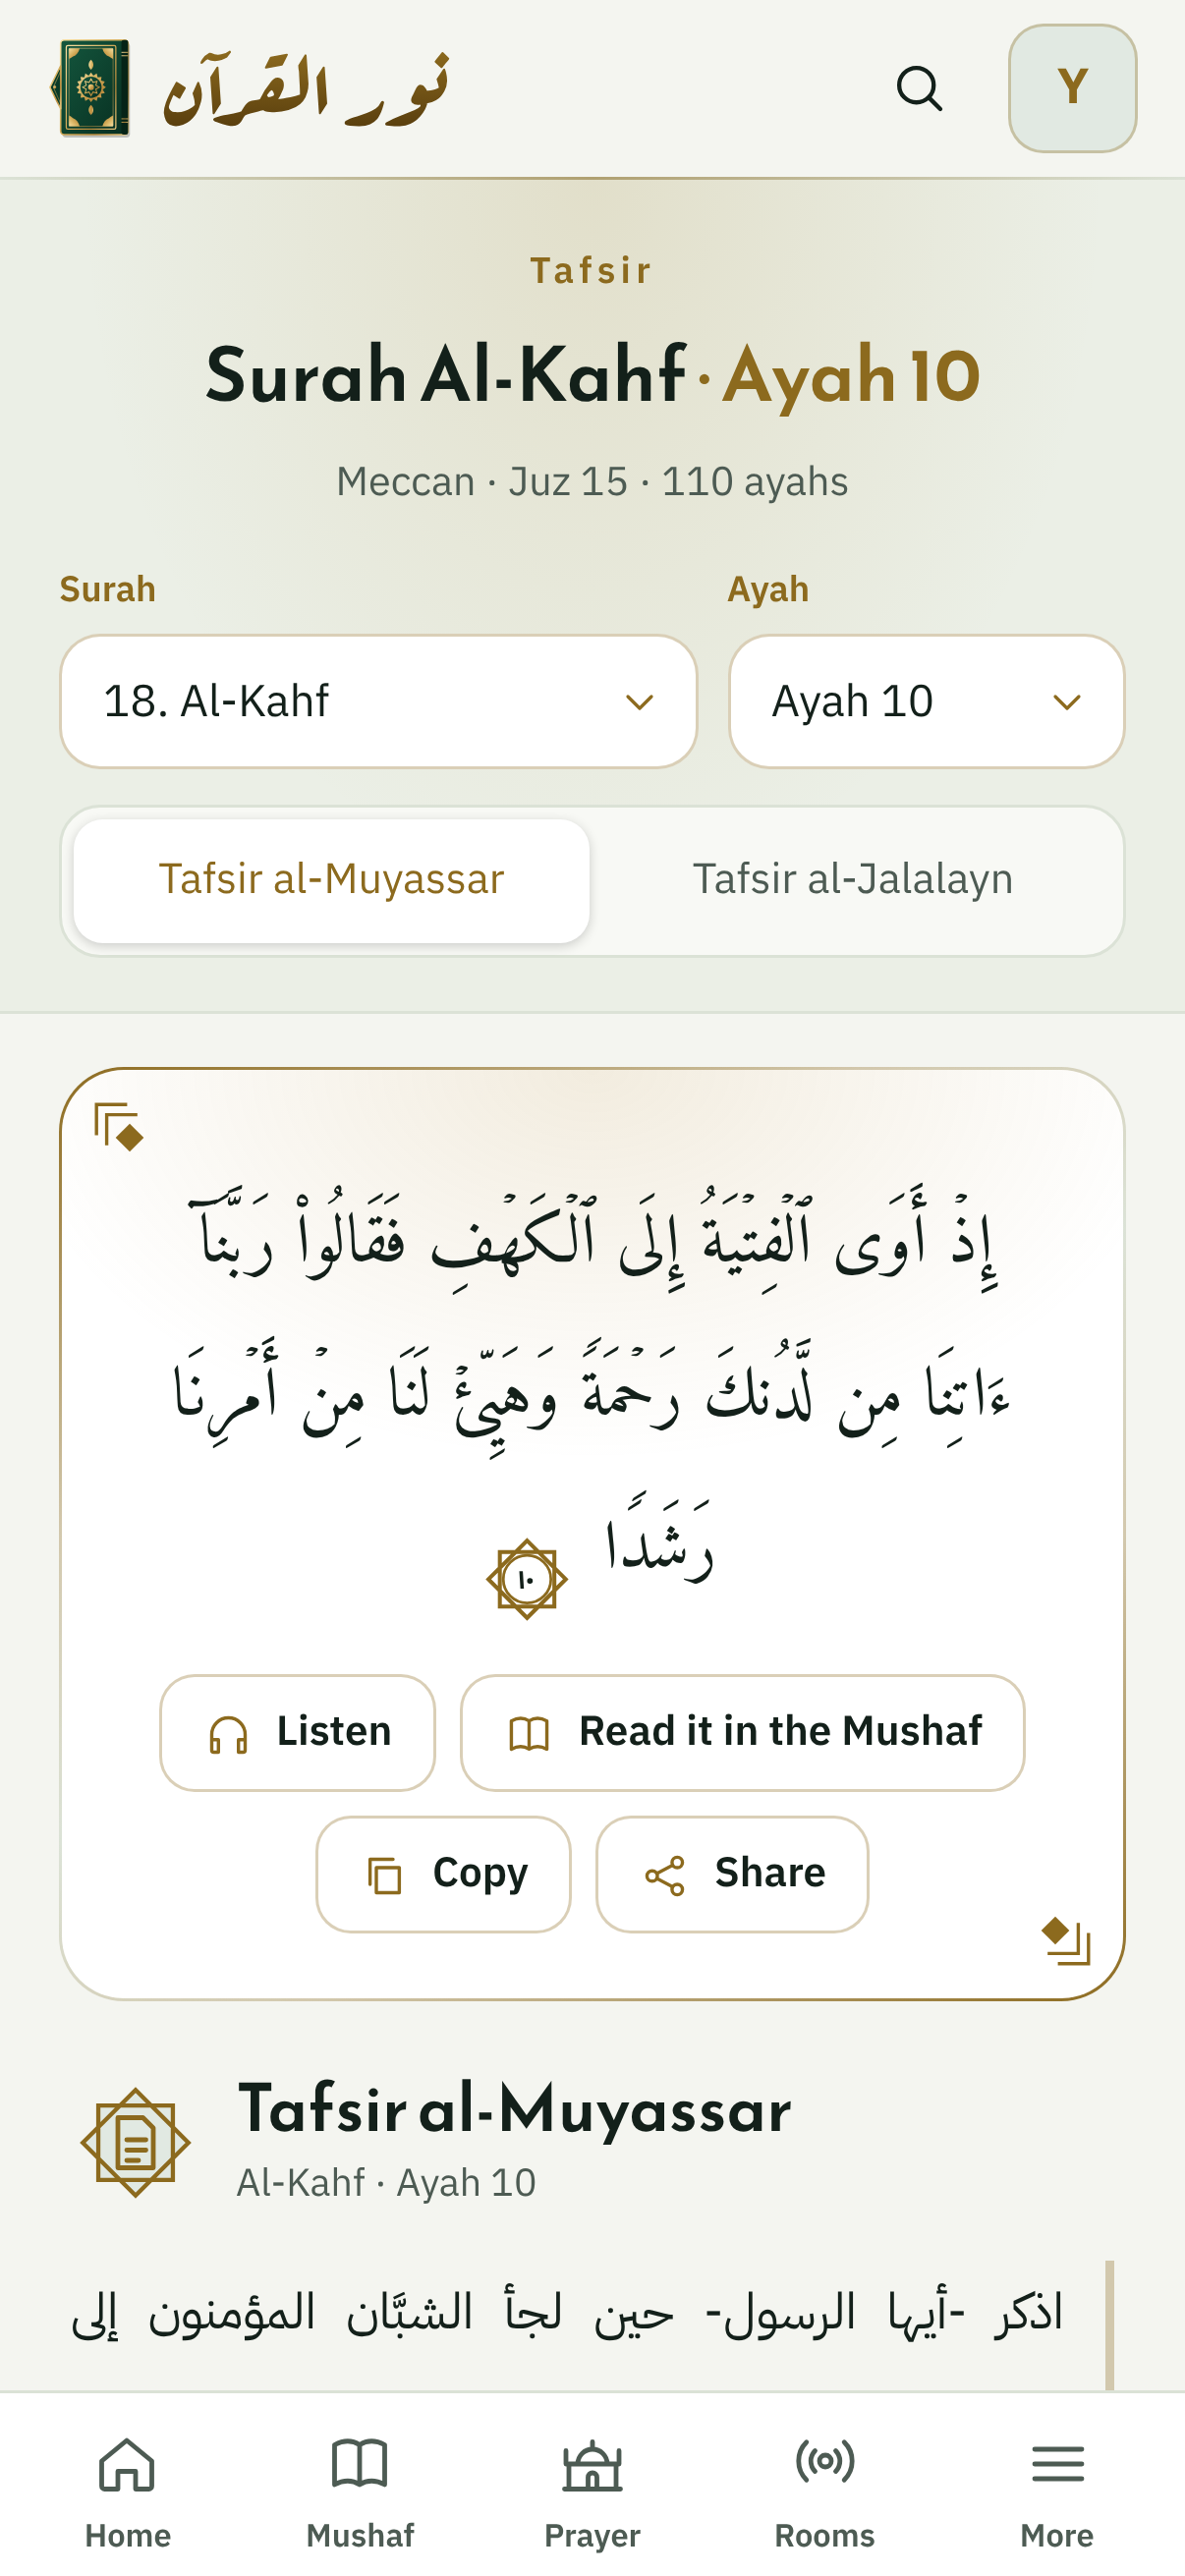 نور القرآن
Y
Tafsir
Surah Al-Kahf · Ayah 10
Meccan · Juz 15 · 110 ayahs
Surah
Ayah
18. Al-Kahf
Ayah 10
Tafsir al-Muyassar
Tafsir al-Jalalayn
إِذۡ أَوَى ٱلۡفِتۡيَةُ إِلَى ٱلۡكَهۡفِ فَقَالُواْ رَبَّنَآ
ءَاتِنَا مِن لَّدُنكَ رَحۡمَةٗ وَهَيِّئۡ لَنَا مِنۡ أَمۡرِنَا
رَشَدٗا ١٠
Listen
Read it in the Mushaf
Copy
Share
Tafsir al-Muyassar
Al-Kahf · Ayah 10
اذكر -أيها الرسول- حين لجأ الشبَّان المؤمنون إلى
Home
Mushaf
Prayer
Rooms
More